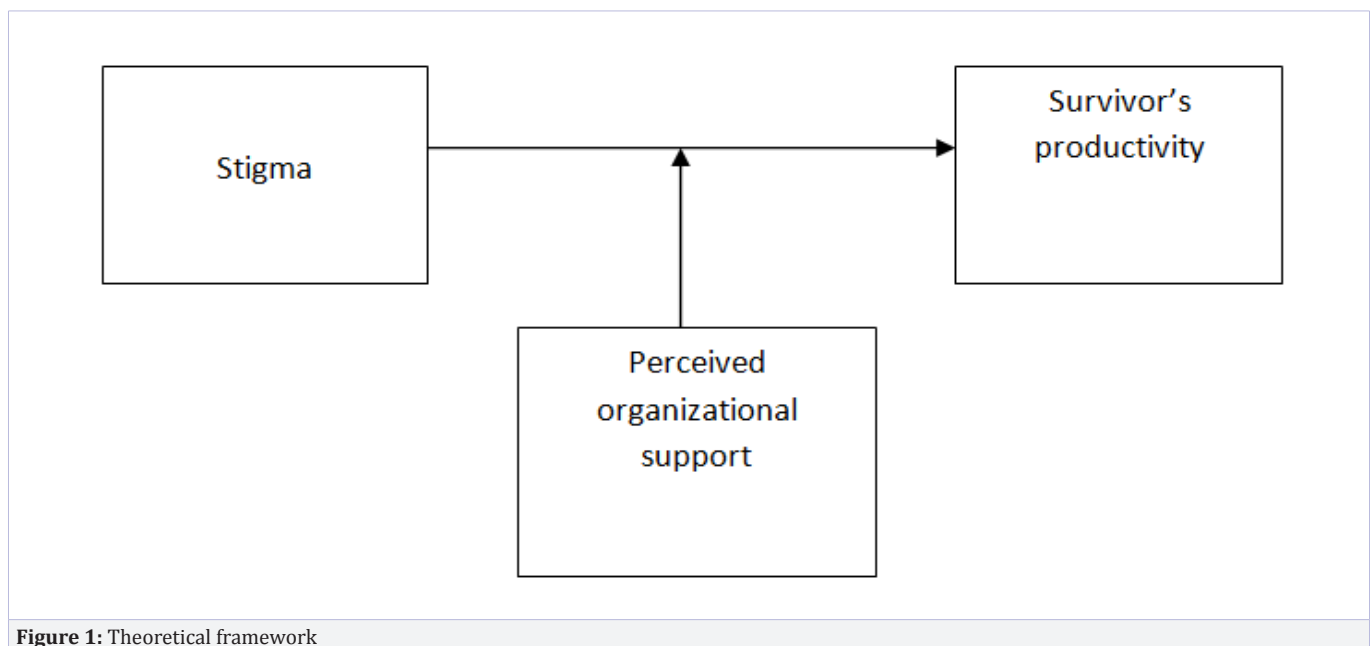 Stigma
Survivor's
productivity
Perceived
organizational
support
Figure 1: Theoretical framework